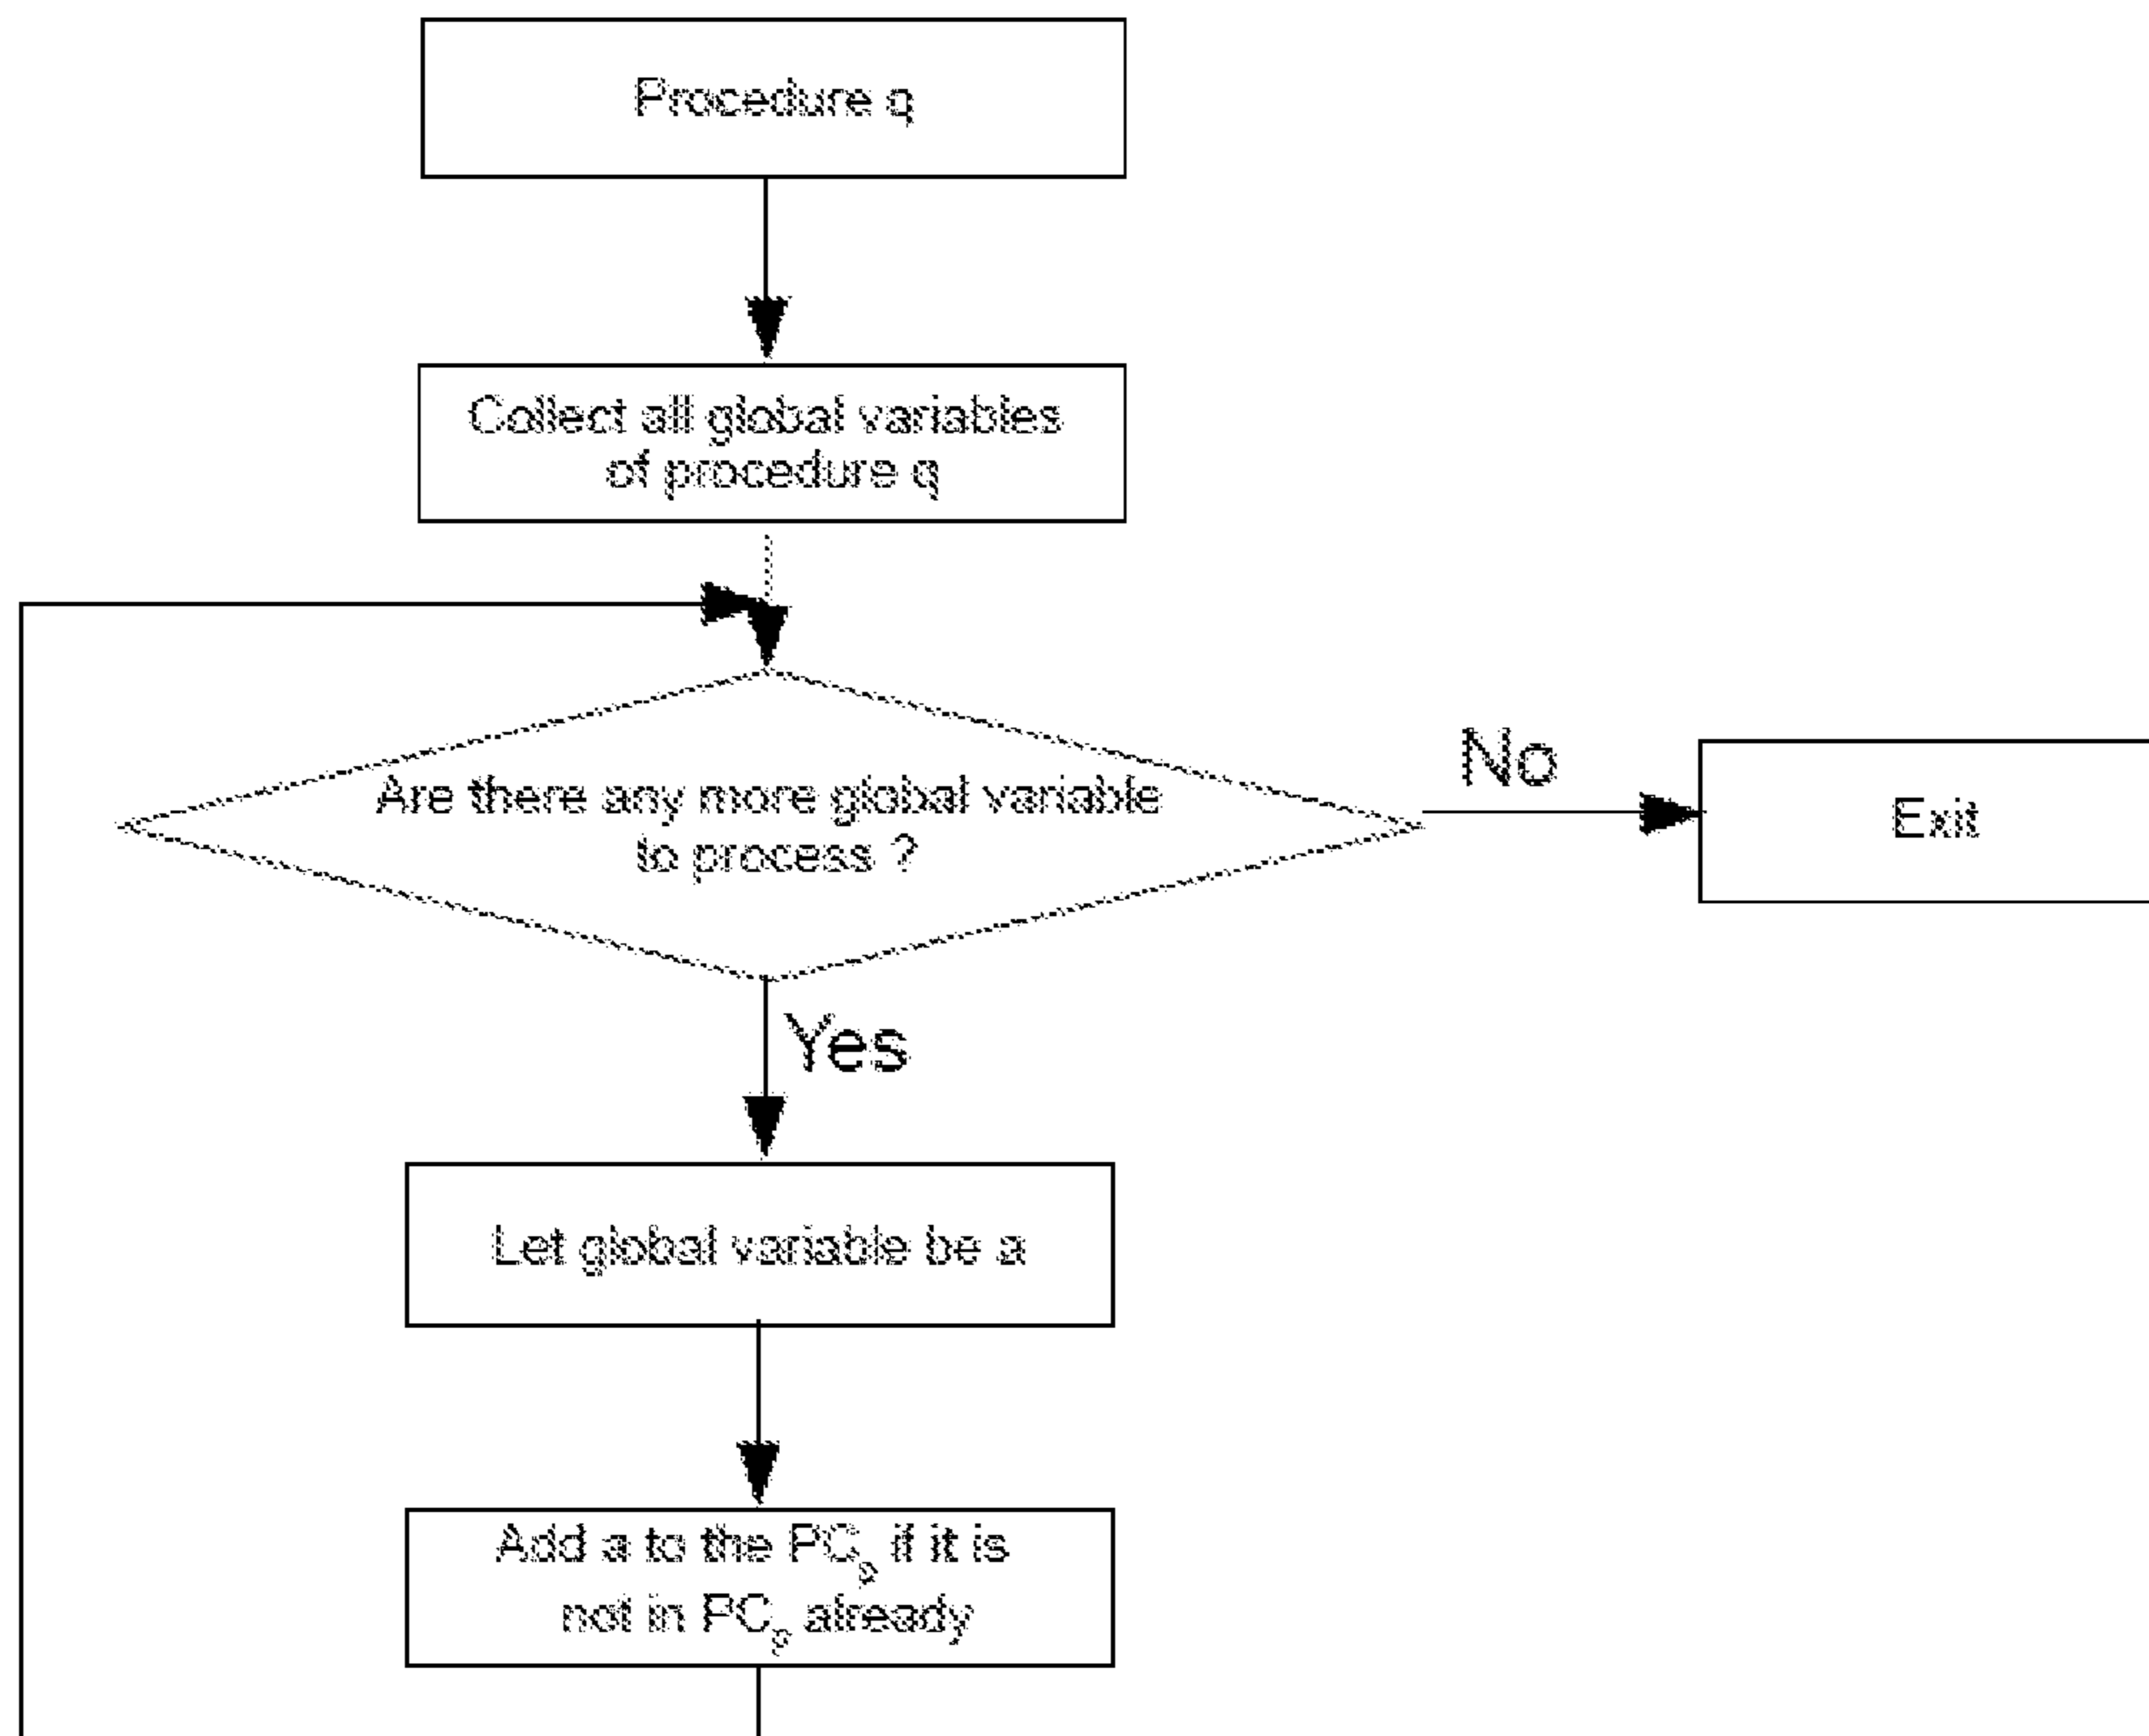 Procedure q
Collect all global variables
of procedure q
Are there any more global variable
to process ?
No
Exit
Yes
Let global variable be a
Add a to the PCp if it is
not in PCp already